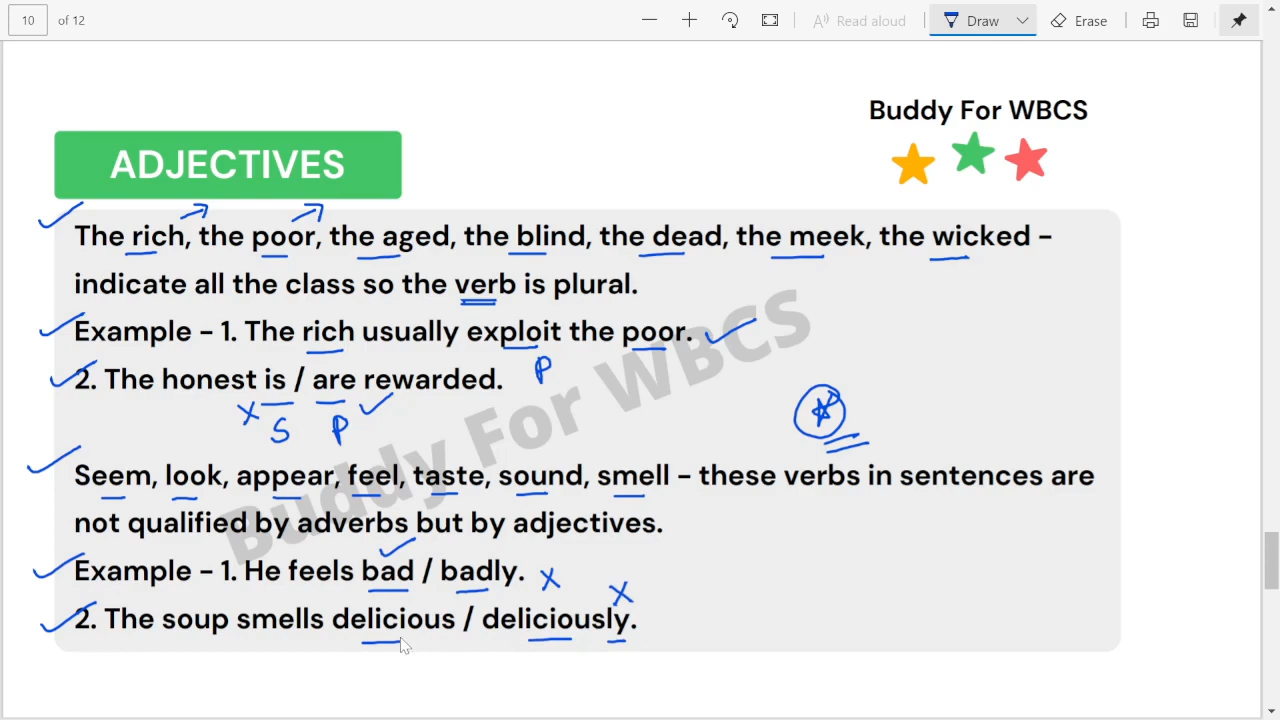 10 of 12 Read aloud Draw Erase
Buddy For WBCS
ADJECTIVES
The rich, the poor, the aged, the blind, the dead, the meek, the wicked –
indicate all the class so the verb is plural.
Example – 1. The rich usually exploit the poor.
P
2. The honest is / are rewarded.
x S P
Seem, look, appear, feel, taste, sound, smell – these verbs in sentences are
not qualified by adverbs but by adjectives.
Example – 1. He feels bad / badly. x
x
2. The soup smells delicious / deliciously.
Buddy For WBCS